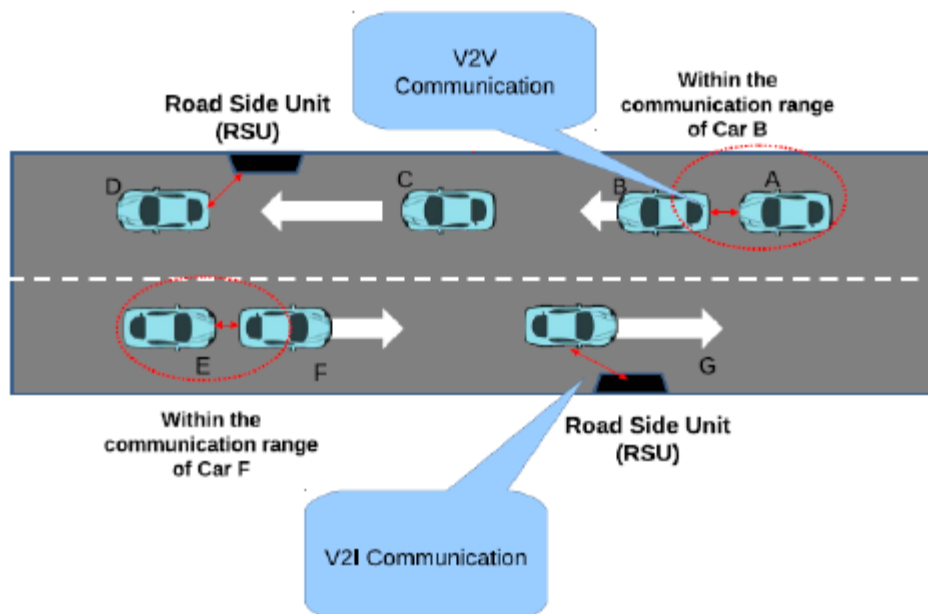 V2V
Communication
Within the
communication range
of Car B
Road Side Unit
(RSU)
D
C
B
A
E
F
G
Within the
communication range
of Car F
Road Side Unit
(RSU)
V2I Communication